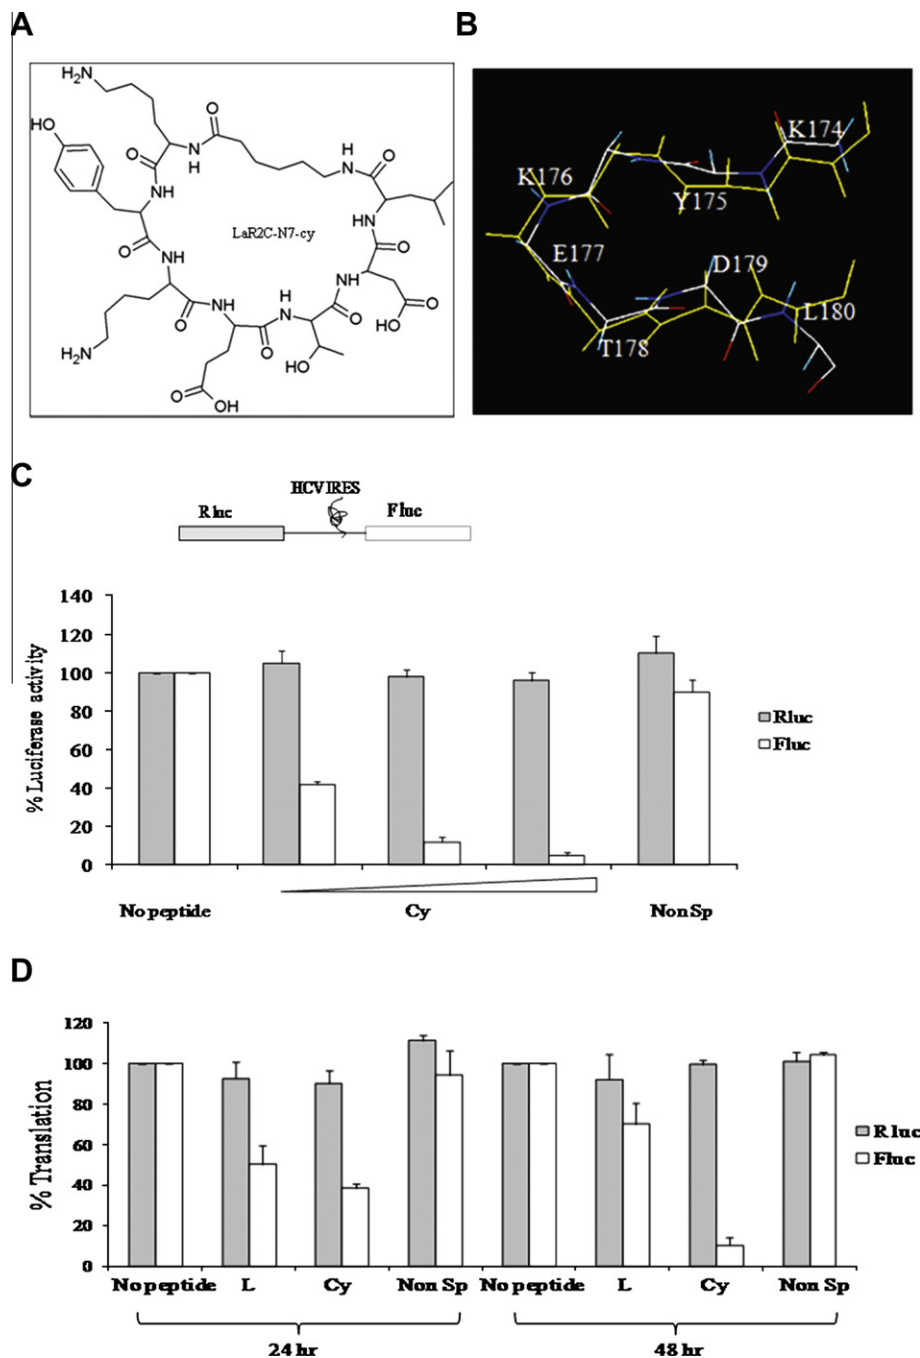 A
B
H₂N
O
H
N
N
H
O
HO
O
NH
O
NH
LaR2C-N7-cy
HN
O
O
NH
O
NH
H
N
NH
O
O
O
OH
HO
H₂N
O
O
OH
K174
K176
Y175
E177
D179
L180
T178
C
HCV IRES
Rluc
Fluc
140
120
100
80
60
40
20
0
% Luciferase activity
Rluc
Fluc
No peptide
Cy
Non Sp
D
120
100
80
60
40
20
0
% Translation
Rluc
Fluc
No peptide L Cy Non Sp No peptide L Cy Non Sp
24 hr
48 hr